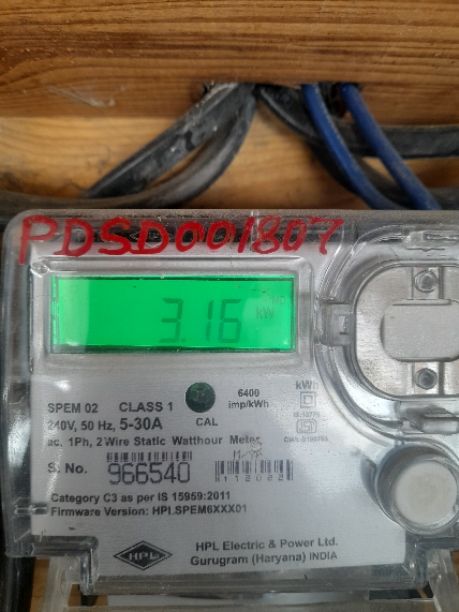 PDSD001807
3.16 kW
6400 imp/kWh
kWh
SPEM 02 CLASS 1
240V, 50 Hz, 5-30A CAL
ac. 1Ph, 2 Wire Static Watthour Meter
S. No. 966540
112022
Category C3 as per IS 15959:2011
Firmware Version: HPLSPEM6XXX01
HPL
HPL Electric & Power Ltd.
Gurugram (Haryana) INDIA